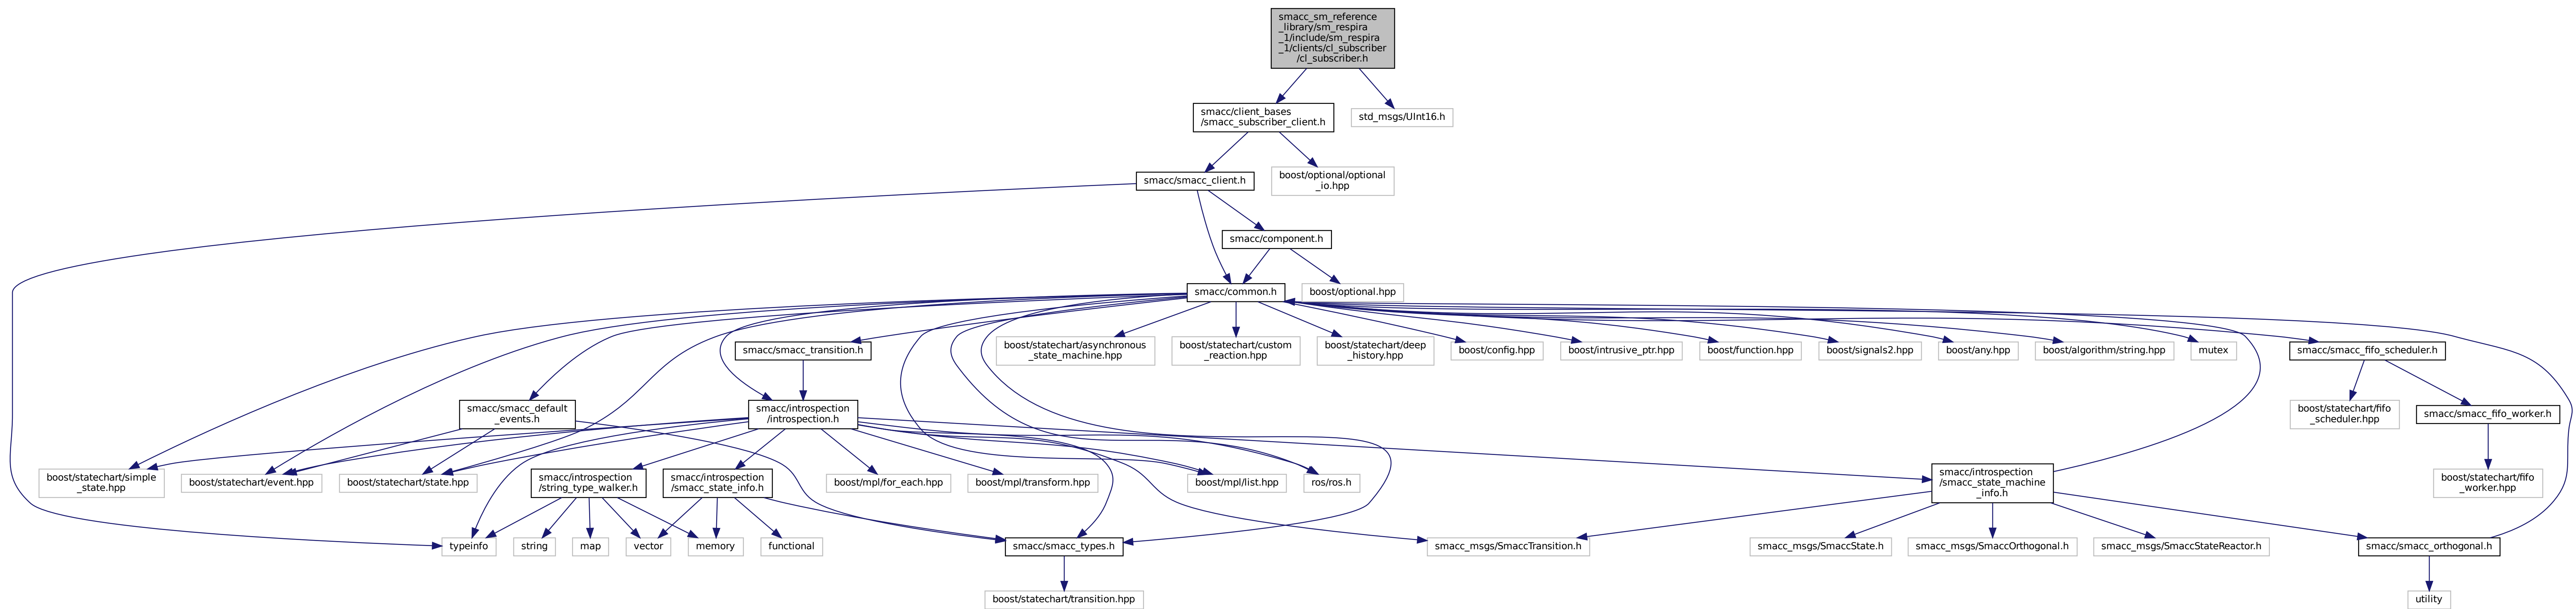 smacc_sm_reference
_library/sm_respira
_1/include/sm_respira
_1/clients/cl_subscriber
/cl_subscriber.h
smacc/client_bases
/smacc_subscriber_client.h
std_msgs/UInt16.h
smacc/smacc_client.h
boost/optional/optional
_io.hpp
smacc/component.h
smacc/common.h
boost/optional.hpp
smacc/smacc_transition.h
boost/statechart/asynchronous
_state_machine.hpp
boost/statechart/custom
_reaction.hpp
boost/statechart/deep
_history.hpp
boost/config.hpp
boost/intrusive_ptr.hpp
boost/function.hpp
boost/signals2.hpp
boost/any.hpp
boost/algorithm/string.hpp
mutex
smacc/smacc_fifo_scheduler.h
smacc/smacc_default
_events.h
smacc/introspection
/introspection.h
boost/statechart/fifo
_scheduler.hpp
smacc/smacc_fifo_worker.h
boost/statechart/simple
_state.hpp
boost/statechart/event.hpp
boost/statechart/state.hpp
smacc/introspection
/string_type_walker.h
smacc/introspection
/smacc_state_info.h
boost/mpl/for_each.hpp
boost/mpl/transform.hpp
boost/mpl/list.hpp
ros/ros.h
smacc/introspection
/smacc_state_machine
_info.h
boost/statechart/fifo
_worker.hpp
typeinfo
string
map
vector
memory
functional
smacc/smacc_types.h
smacc_msgs/SmaccTransition.h
smacc_msgs/SmaccState.h
smacc_msgs/SmaccOrthogonal.h
smacc_msgs/SmaccStateReactor.h
smacc/smacc_orthogonal.h
boost/statechart/transition.hpp
utility